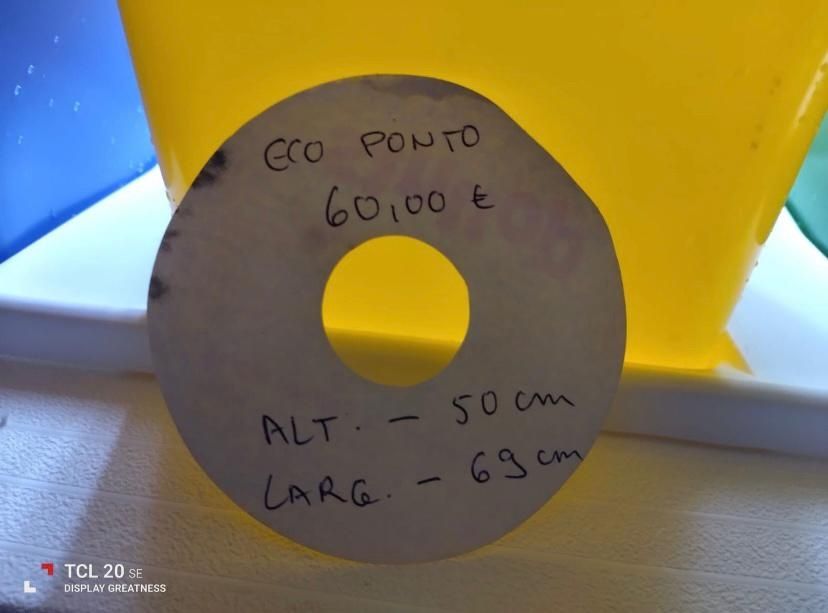 ECO PONTO
60,00 €
ALT. - 50 cm
LARG. - 69 cm
TCL 20 SE
DISPLAY GREATNESS